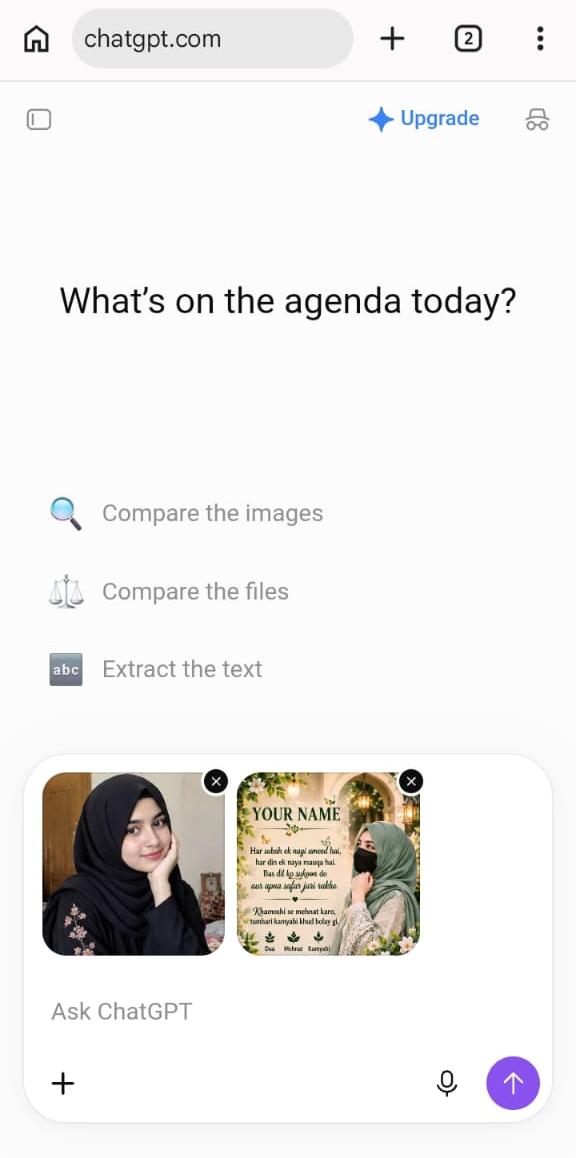 chatgpt.com
2
Upgrade
What's on the agenda today?
Compare the images
Compare the files
abc
Extract the text
YOUR NAME
Har subah ek nayi umeed hai,
har din ek naya mauqa hai.
Bas dil ko sukoon do
aur apna safar jari rakho.
Khamoshi se mehnat karo,
tumhari kamyabi khud bolay gi.
Dua Mehnat Kamyabi
Ask ChatGPT